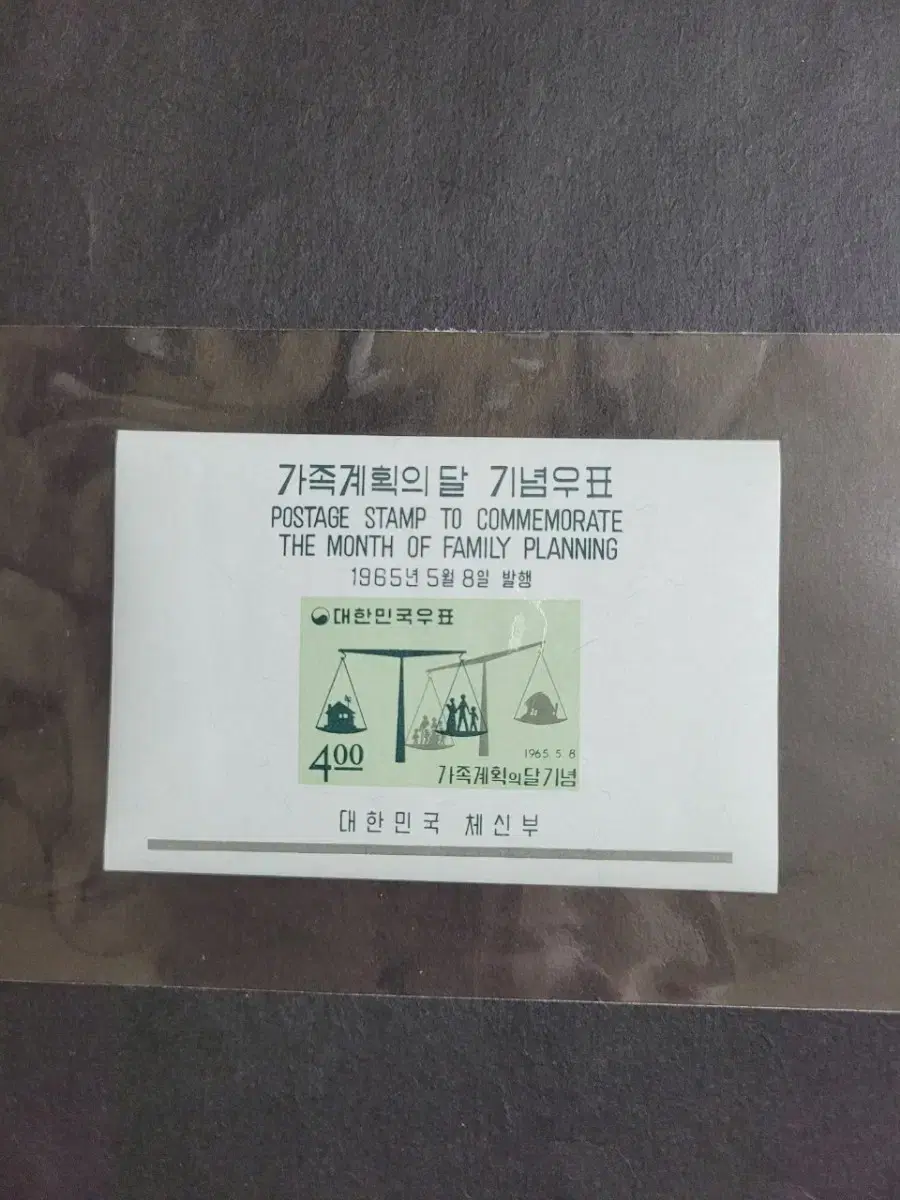 가족계획의 달 기념우표
POSTAGE STAMP TO COMMEMORATE
THE MONTH OF FAMILY PLANNING
1965년 5월 8일 발행
대한민국우표
400
1965. 5. 8
가족계획의달기념
대한민국 체신부